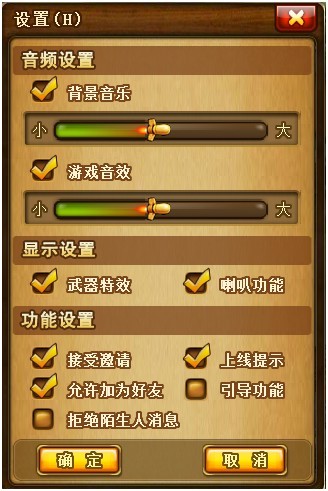 设置(H)
音频设置
背景音乐
小 大
游戏音效
小 大
显示设置
武器特效 喇叭功能
功能设置
接受邀请 上线提示
允许加为好友 引导功能
拒绝陌生人消息
确定 取消